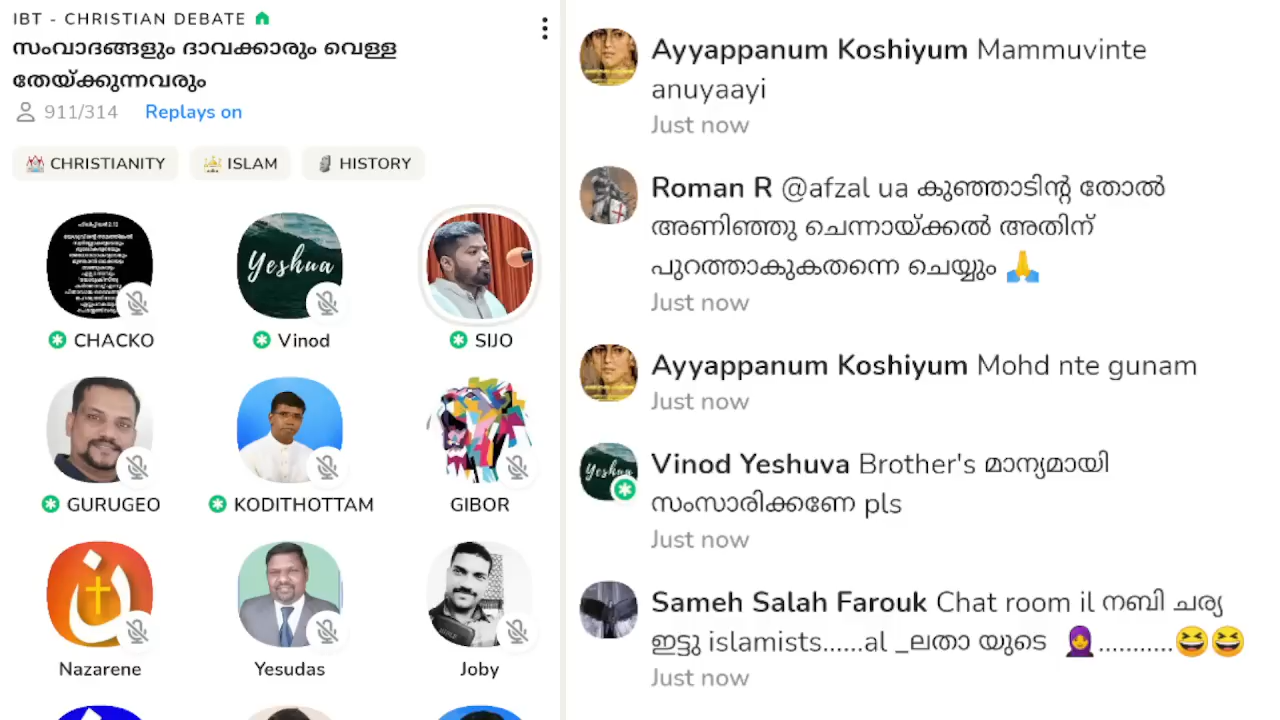 IBT - CHRISTIAN DEBATE
സംവാദങ്ങളും ദാവക്കാരും വെള്ള
തേയ്ക്കുന്നവരും
911/314 Replays on
CHRISTIANITY ISLAM HISTORY
Yeshua
CHACKO Vinod SIJO
GURUGEO KODITHOTTAM GIBOR
Nazarene Yesudas Joby
Ayyappanum Koshiyum Mammuvinte
anuyaayi
Just now
Roman R @afzal ua കുഞ്ഞാടിന്റ തോൽ
അണിഞ്ഞു ചെന്നായ്ക്കൽ അതിന്
പുറത്താകുകതന്നെ ചെയ്യും 🙏
Just now
Ayyappanum Koshiyum Mohd nte gunam
Just now
Yeshua
Vinod Yeshuva Brother's മാന്യമായി
സംസാരിക്കണേ pls
Just now
Sameh Salah Farouk Chat room il നബി ചര്യ
ഇട്ടു islamists......al _ലതാ യുടെ 🧕...........😆😆
Just now